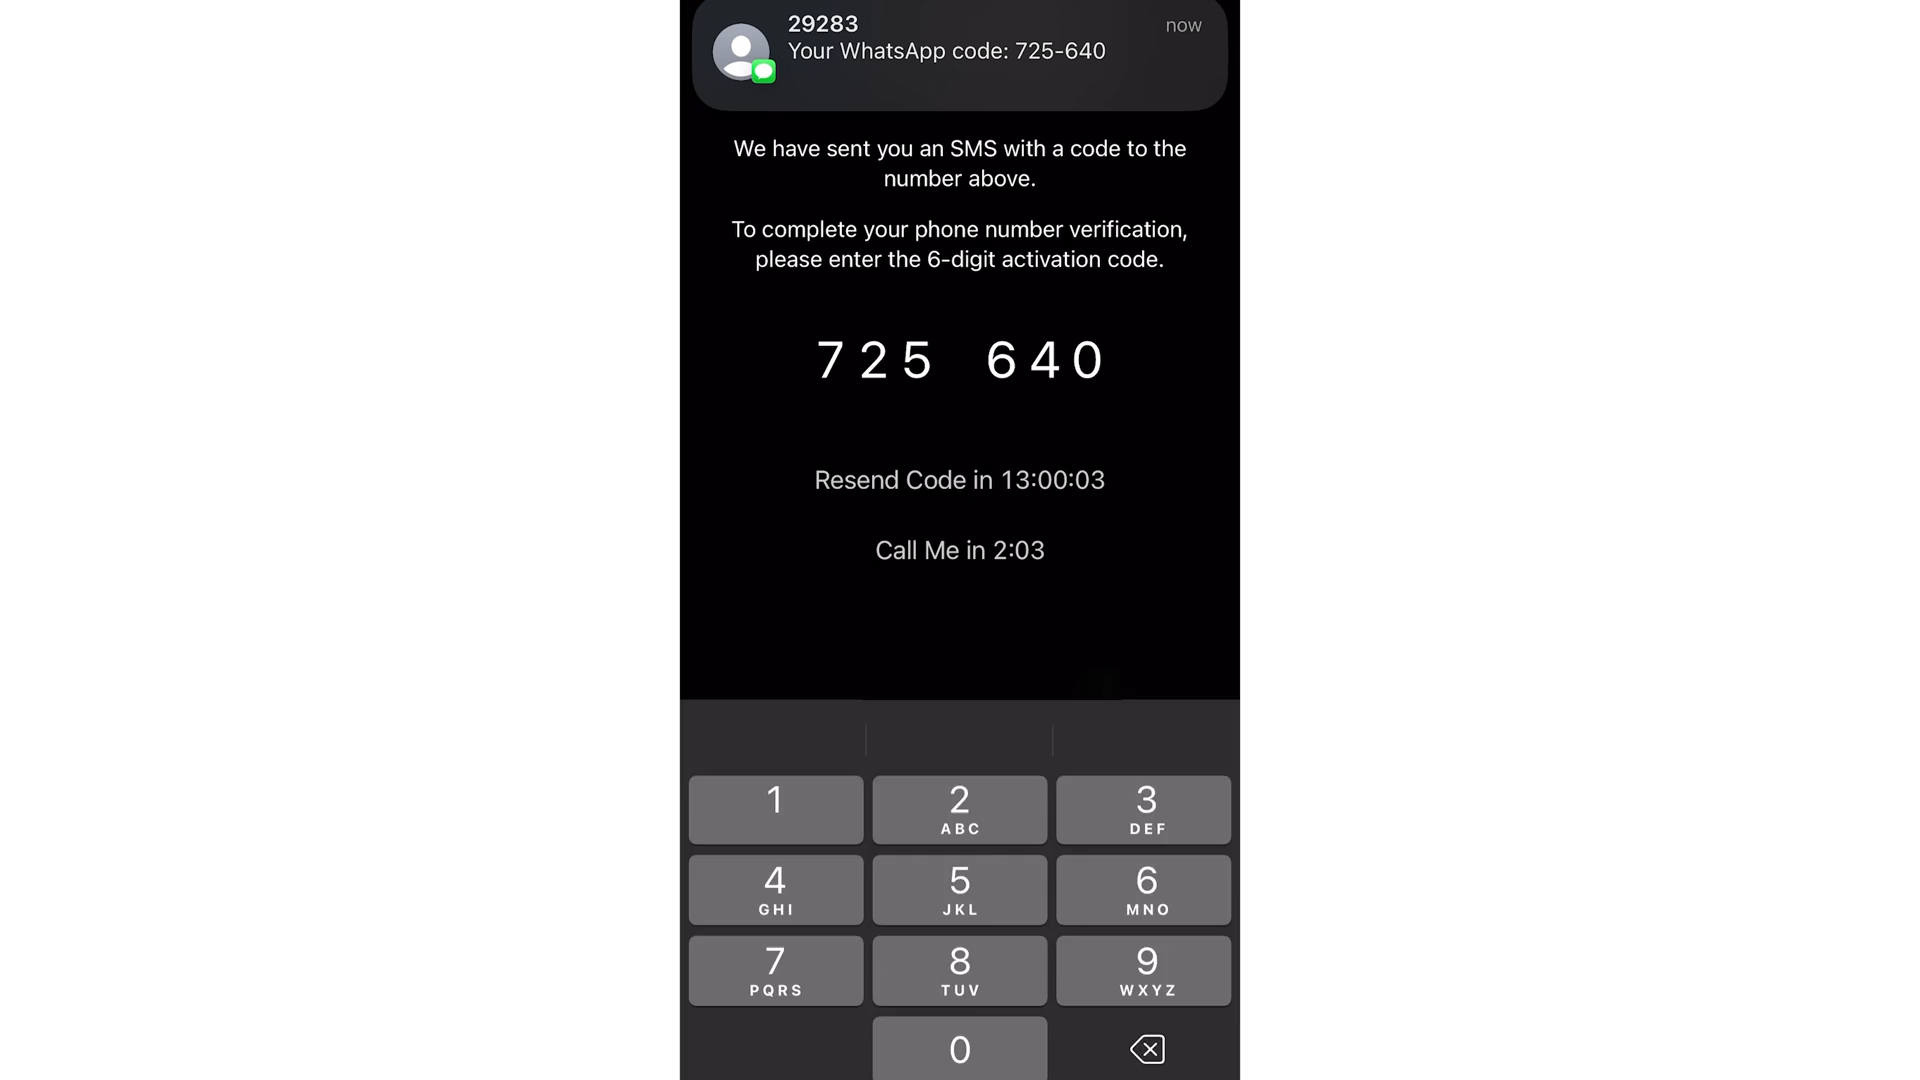 29283
now
Your WhatsApp code: 725-640
We have sent you an SMS with a code to the
number above.
To complete your phone number verification,
please enter the 6-digit activation code.
725 640
Resend Code in 13:00:03
Call Me in 2:03
1
2
3
ABC
DEF
4
5
6
GHI
JKL
MNO
7
8
9
PQRS
TUV
WXYZ
0